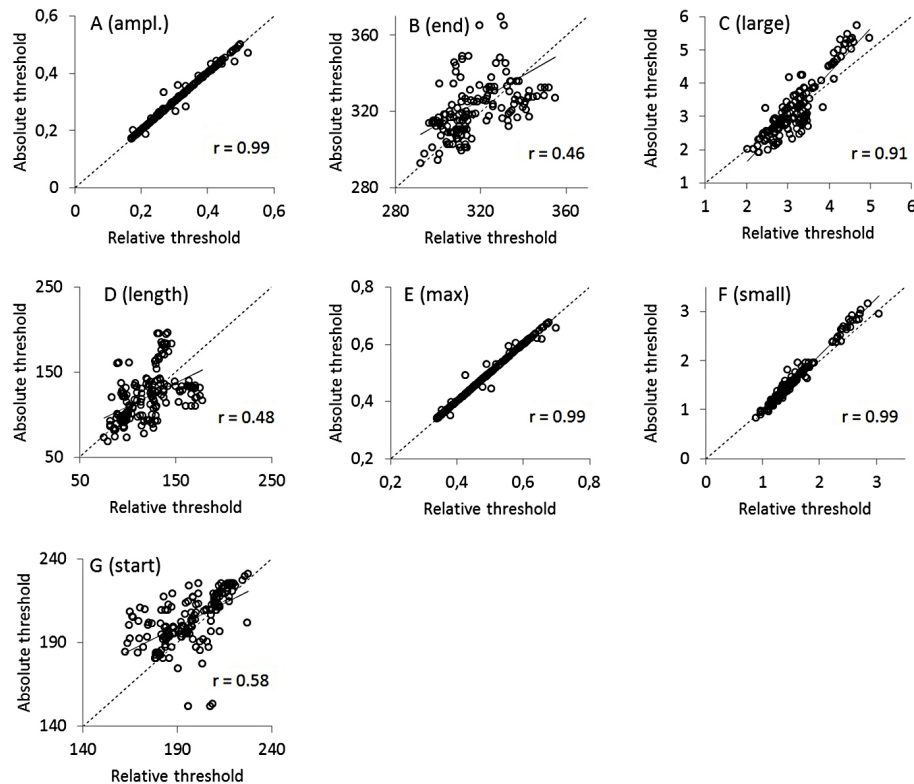 A (ampl.)
Absolute threshold
0,6
0,4
0,2
0
0 0,2 0,4 0,6
r = 0.99
Relative threshold
B (end)
Absolute threshold
360
320
280
280 320 360
r = 0.46
Relative threshold
C (large)
Absolute threshold
6
5
4
3
2
1
1 2 3 4 5 6
r = 0.91
Relative threshold
D (length)
Absolute threshold
250
150
50
50 150 250
r = 0.48
Relative threshold
E (max)
Absolute threshold
0,8
0,6
0,4
0,2
0,2 0,4 0,6 0,8
r = 0.99
Relative threshold
F (small)
Absolute threshold
3
2
1
0
0 1 2 3
r = 0.99
Relative threshold
G (start)
Absolute threshold
240
190
140
140 190 240
r = 0.58
Relative threshold